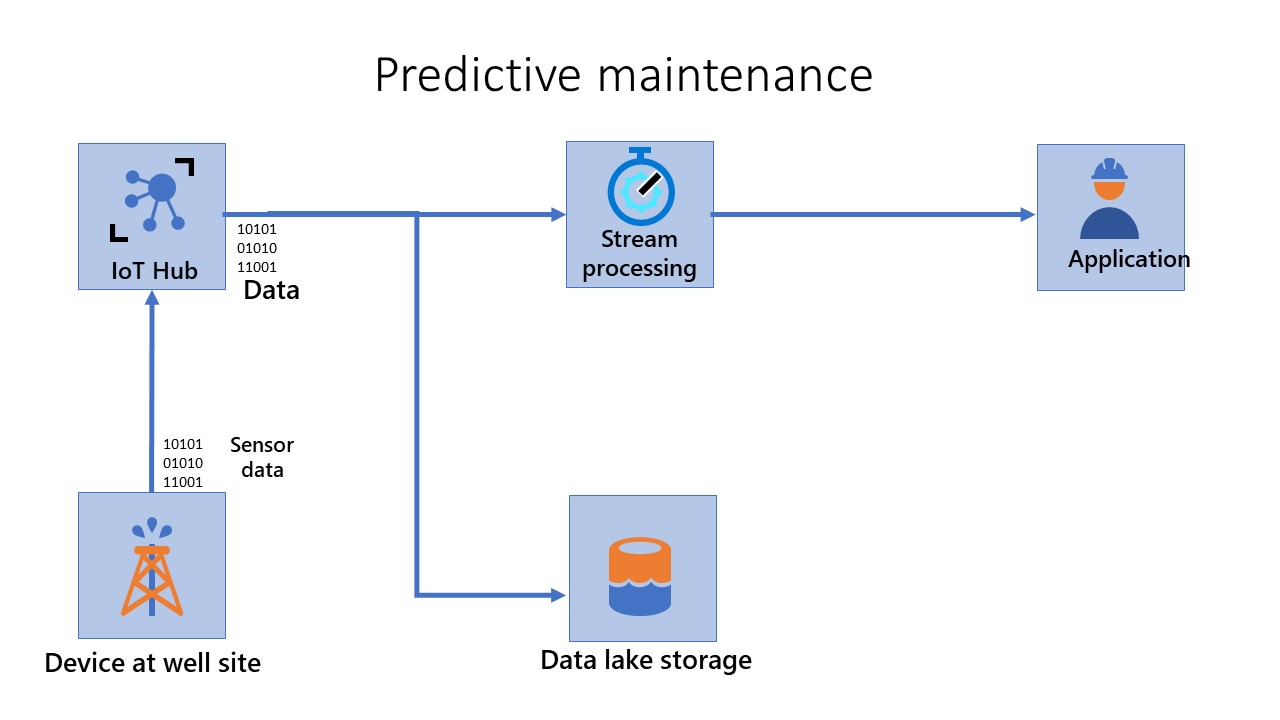 Predictive maintenance
IoT Hub
10101
01010
11001
Data
Stream
processing
Application
10101
01010
11001
Sensor
data
Device at well site
Data lake storage